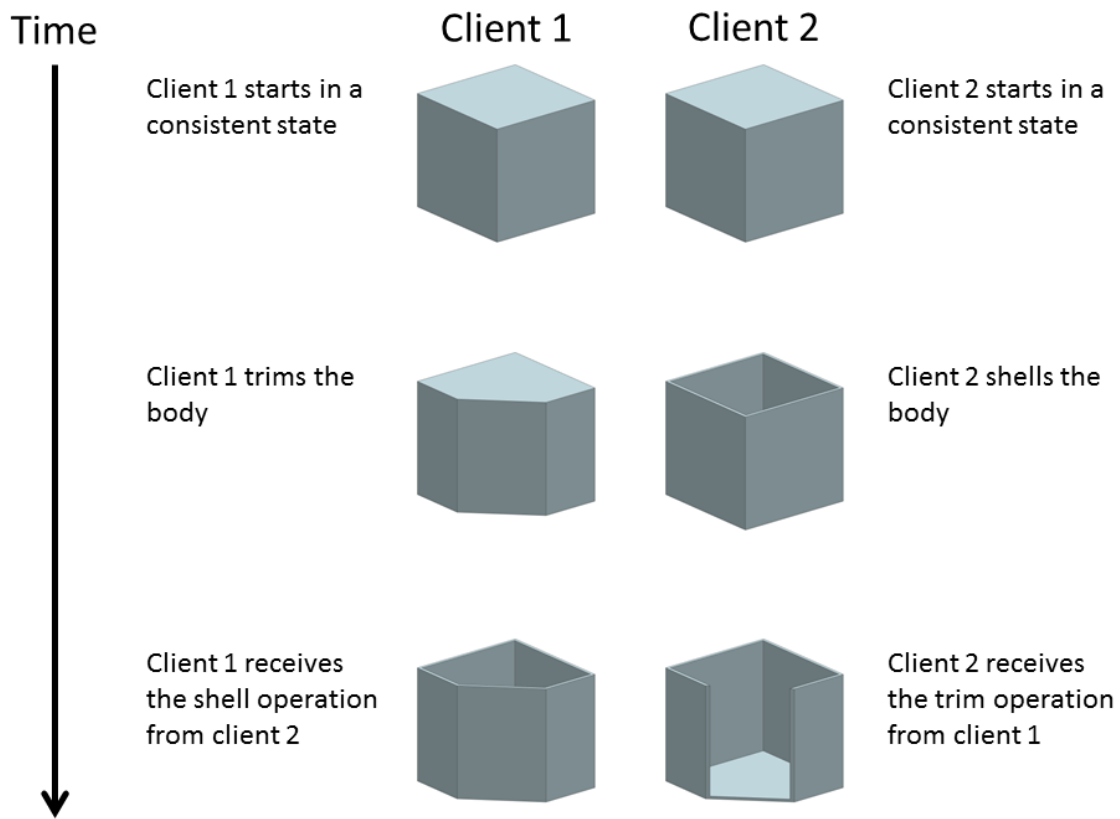 Time
Client 1
Client 2
Client 1 starts in a
consistent state
Client 2 starts in a
consistent state
Client 1 trims the
body
Client 2 shells the
body
Client 1 receives
the shell operation
from client 2
Client 2 receives
the trim operation
from client 1